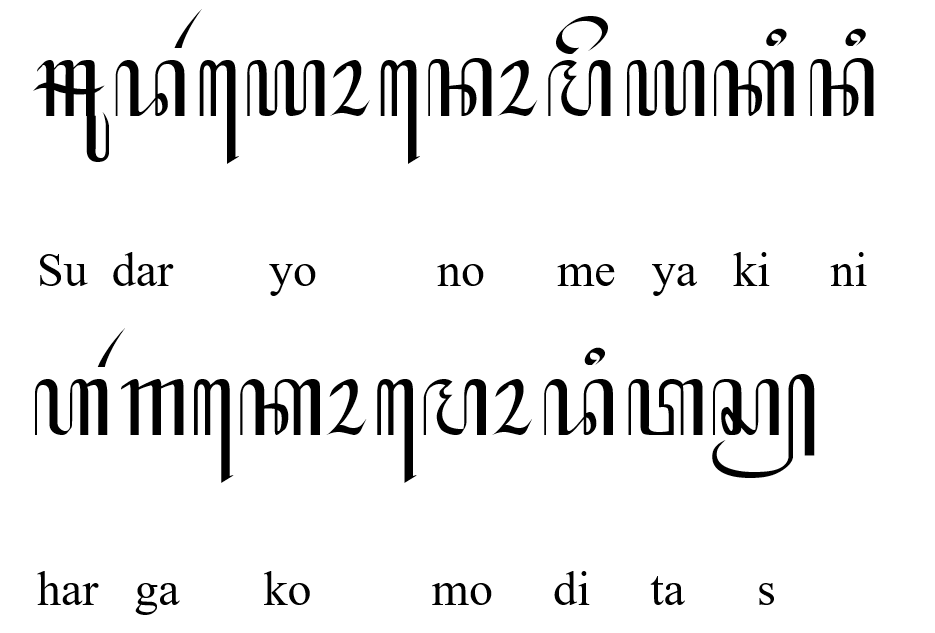 ꦯꦸꦢꦂꦪꦺꦴꦤꦺꦴꦩꦼꦪꦏꦶꦤꦶ
Su dar yo no me ya ki ni
ꦲꦂꦒꦏꦺꦴꦩꦺꦴꦢꦶꦠꦱ꧀
har ga ko mo di ta s